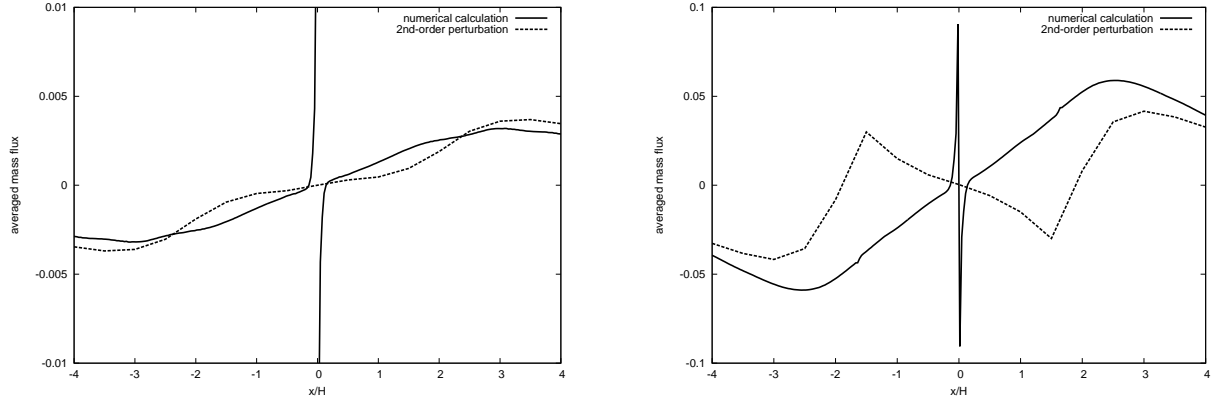 numerical calculation
2nd-order perturbation
averaged mass flux
0.01
0.005
0
-0.005
-0.01
-4 -3 -2 -1 0 1 2 3 4
x/H
numerical calculation
2nd-order perturbation
averaged mass flux
0.1
0.05
0
-0.05
-0.1
-4 -3 -2 -1 0 1 2 3 4
x/H